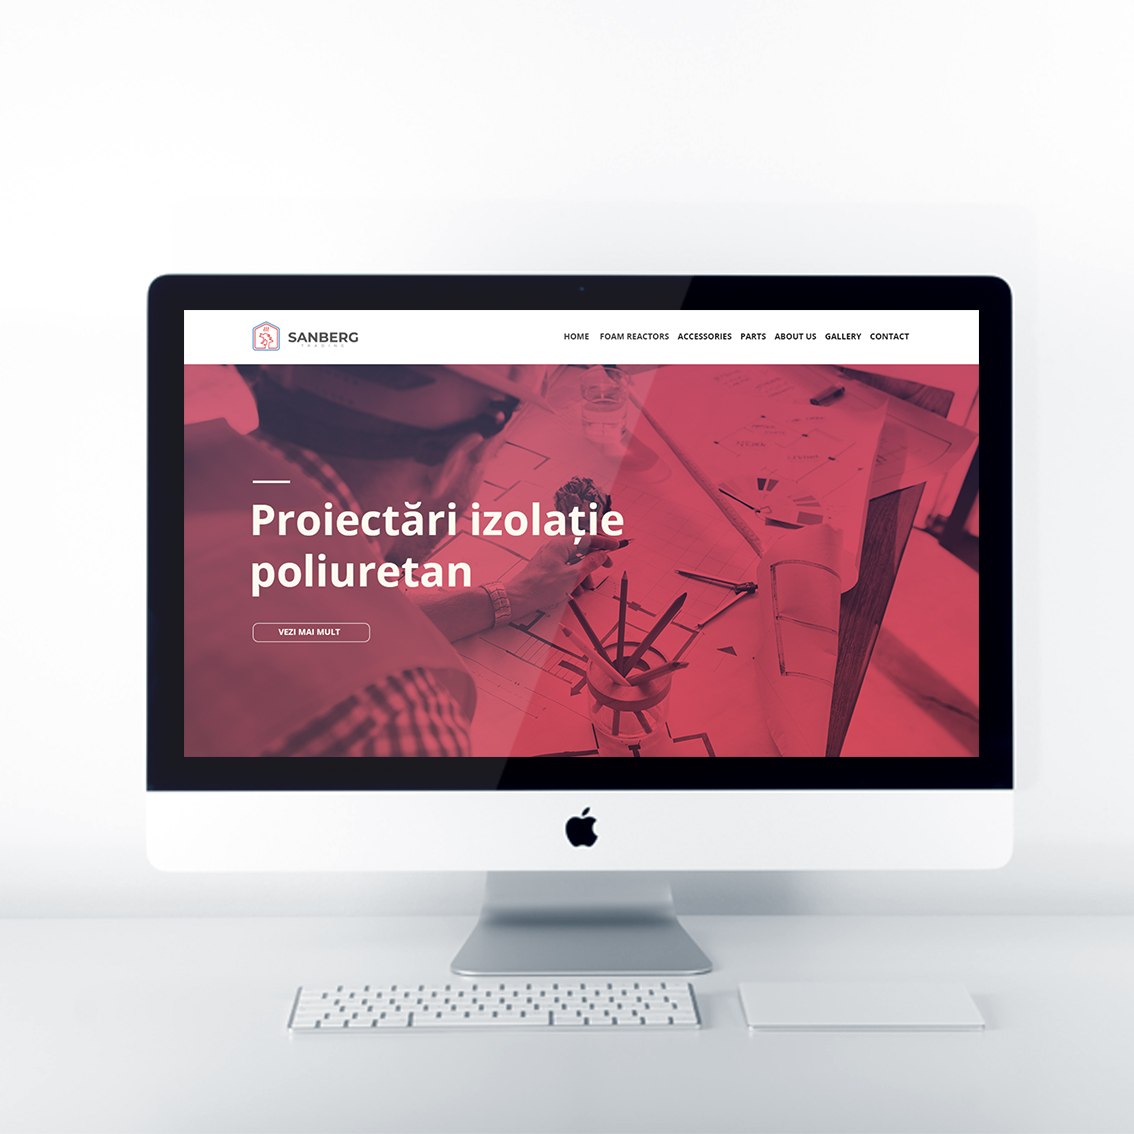 SANBERG
TRADING
HOME FOAM REACTORS ACCESSORIES PARTS ABOUT US GALLERY CONTACT
Proiectări izolație
poliuretan
VEZI MAI MULT